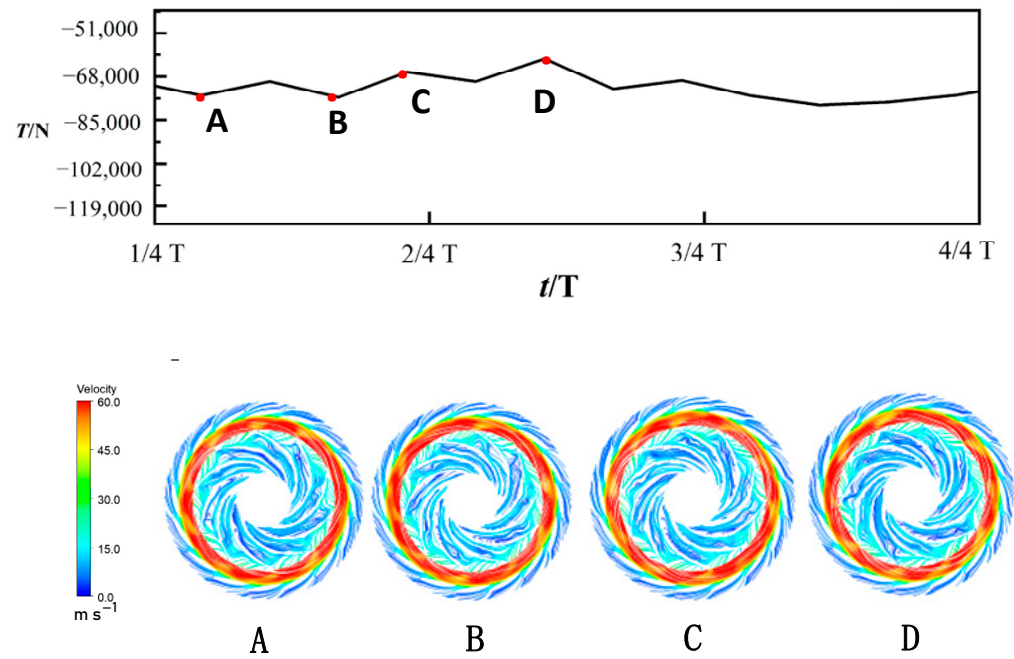 −51,000
−68,000
−85,000
−102,000
−119,000
T/N
A
B
C
D
1/4 T
2/4 T
3/4 T
4/4 T
t/T
Velocity
60.0
45.0
30.0
15.0
0.0
m s−1
A
B
C
D